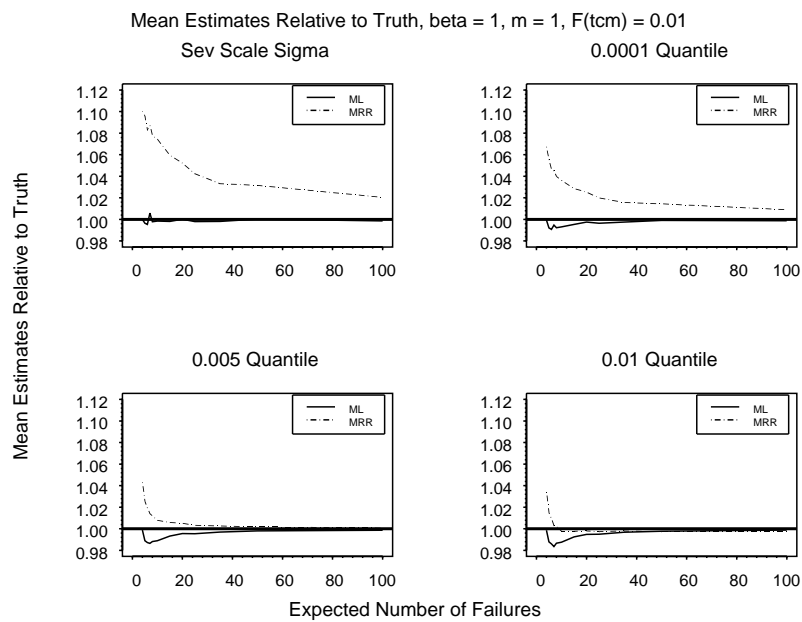 Mean Estimates Relative to Truth, beta = 1, m = 1, F(tcm) = 0.01
Sev Scale Sigma
1.12
1.10
1.08
1.06
1.04
1.02
1.00
0.98
ML
MRR
0 20 40 60 80 100
0.0001 Quantile
1.12
1.10
1.08
1.06
1.04
1.02
1.00
0.98
ML
MRR
0 20 40 60 80 100
Mean Estimates Relative to Truth
0.005 Quantile
1.12
1.10
1.08
1.06
1.04
1.02
1.00
0.98
ML
MRR
0 20 40 60 80 100
0.01 Quantile
1.12
1.10
1.08
1.06
1.04
1.02
1.00
0.98
ML
MRR
0 20 40 60 80 100
Expected Number of Failures